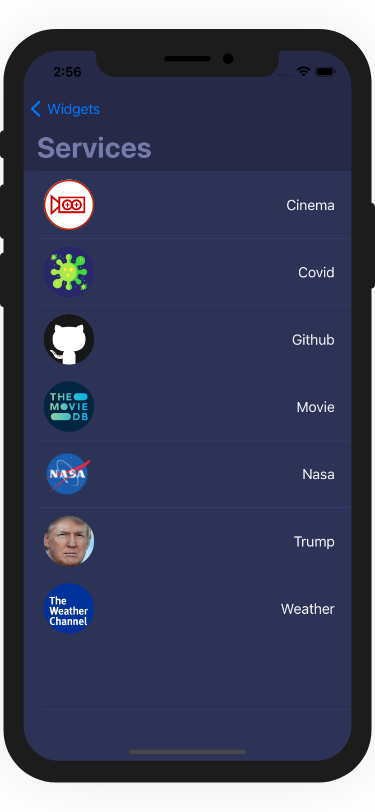 2:56
Widgets
Services
Cinema
Covid
Github
THE
MOVIE
DB
Movie
NASA
Nasa
Trump
The
Weather
Channel
Weather